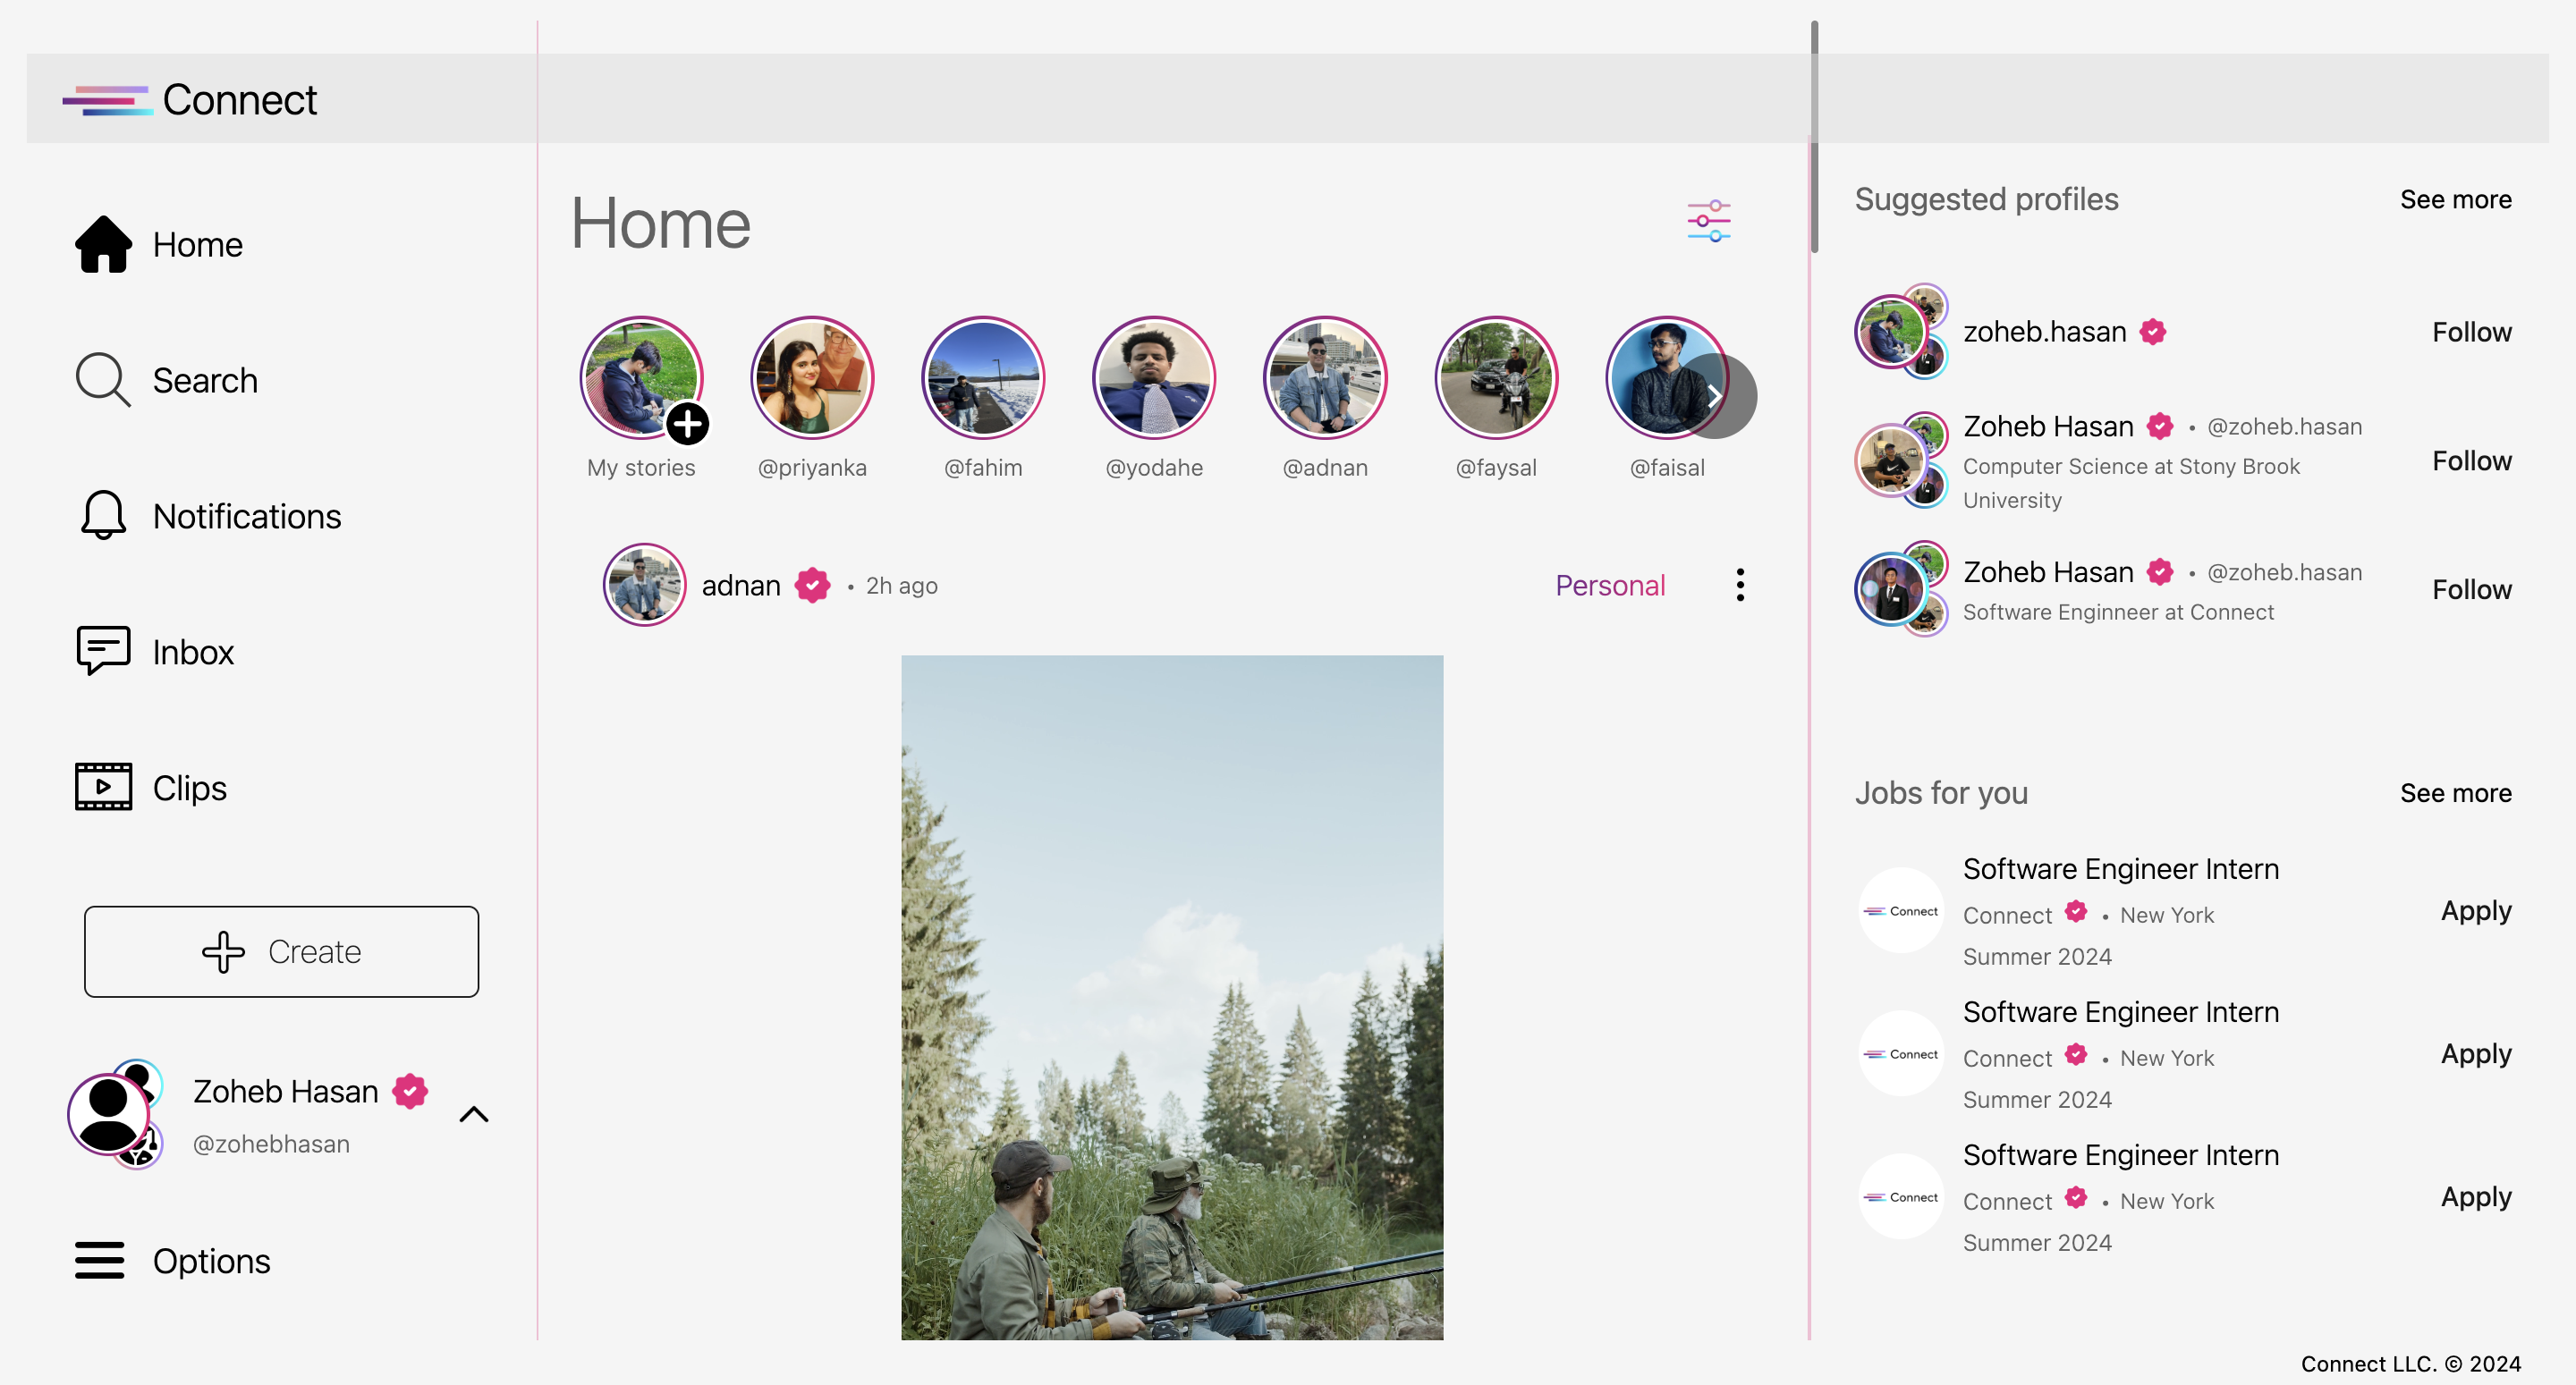 Connect
Home
Search
Notifications
Inbox
Clips
Create
Zoheb Hasan
@zohebhasan
Options
Home
My stories
@priyanka
@fahim
@yodahe
@adnan
@faysal
@faisal
adnan • 2h ago
Personal
Suggested profiles
See more
zoheb.hasan
Follow
Zoheb Hasan • @zoheb.hasan
Computer Science at Stony Brook
University
Follow
Zoheb Hasan • @zoheb.hasan
Software Enginneer at Connect
Follow
Jobs for you
See more
Connect
Software Engineer Intern
Connect • New York
Summer 2024
Apply
Connect
Software Engineer Intern
Connect • New York
Summer 2024
Apply
Connect
Software Engineer Intern
Connect • New York
Summer 2024
Apply
Connect LLC. © 2024